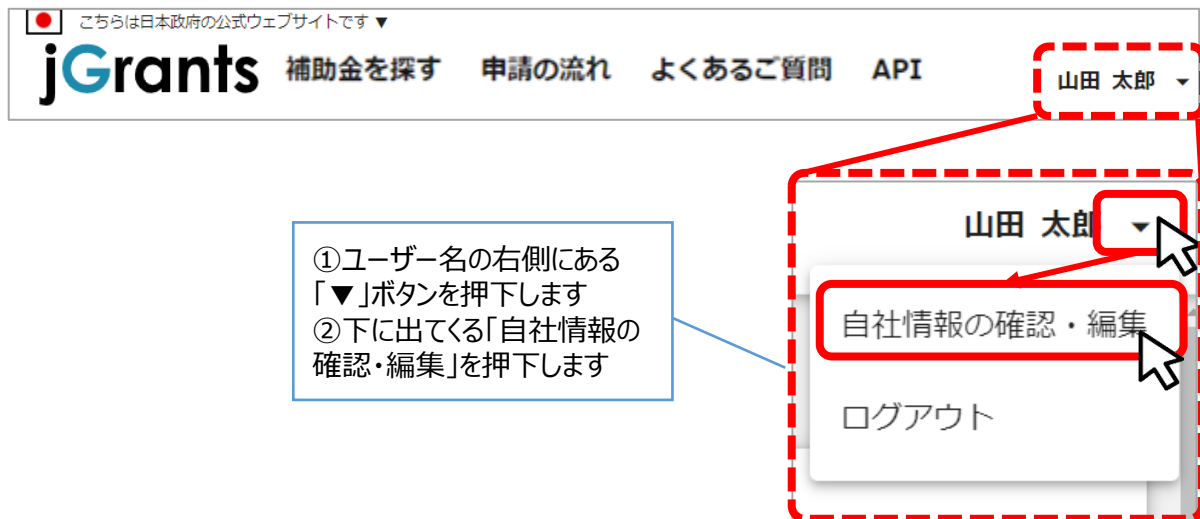 こちらは日本政府の公式ウェブサイトです ▼
jGrants 補助金を探す 申請の流れ よくあるご質問 API 山田 太郎 ▼
山田 太郎 ▼
①ユーザー名の右側にある
「▼」ボタンを押下します
②下に出てくる「自社情報の
確認・編集」を押下します
自社情報の確認・編集
ログアウト